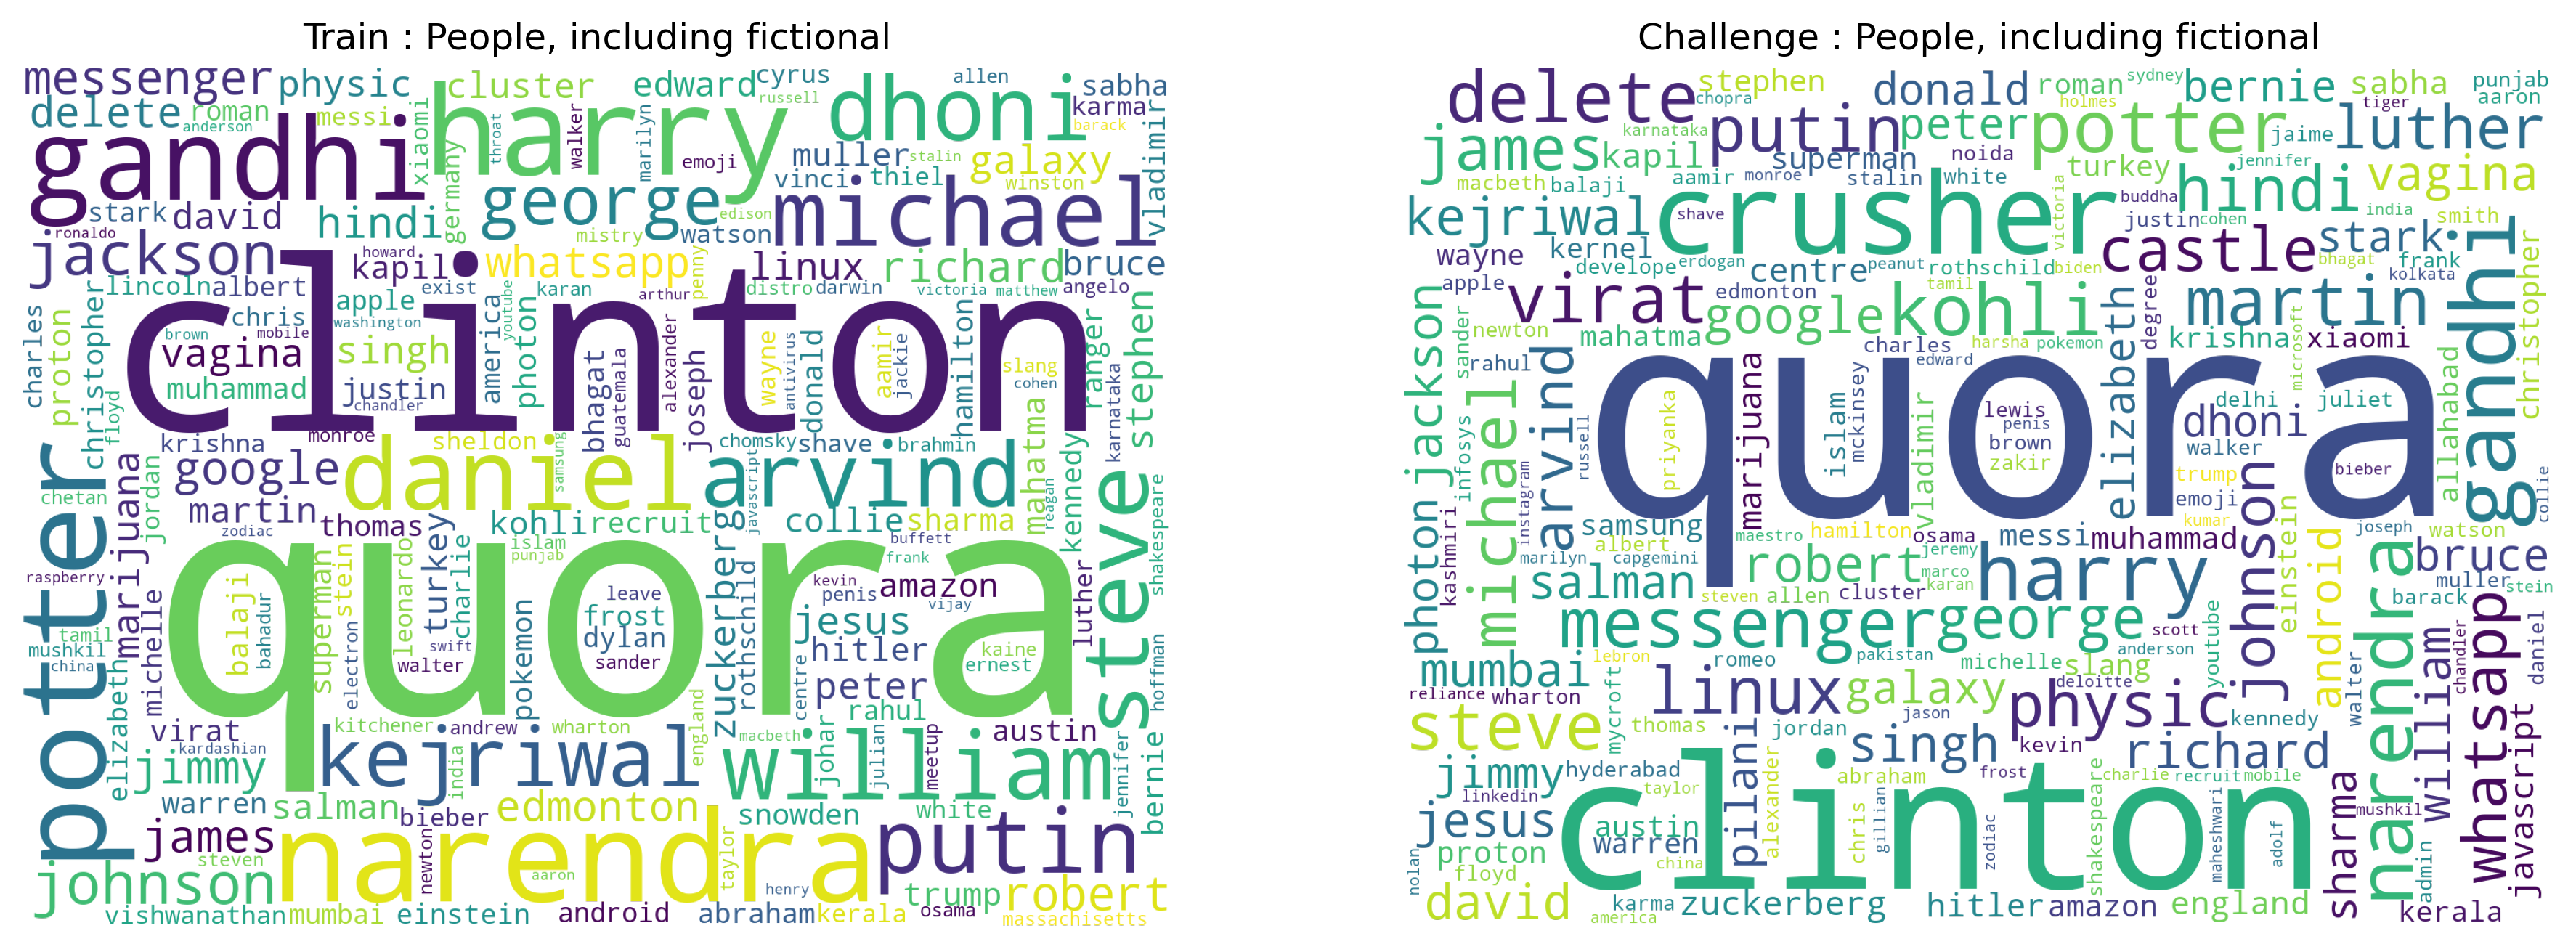 Train : People, including fictional
messenger physic cluster edward cyrus allen sabha
delete roman messi russell karma
anderson xiaomi throat walker marilyn emoji barack vladimir
gandhi harry dhoni
muller stalin galaxy
vinci thiel winston
stark david hindi germany george edison michael
ronaldo mistry watson
jackson howard kapil whatsapp penny linux richard bruce
lincoln albert exist karan arthur distro darwin victoria matthew angelo
charles proton christopher chris apple america youtube photon
brown mobile washington
clinton
vagina singh bhagat guatemala alexander wayne antivirus donald aamir jackie hamilton slang ranger stephen
muhammad justin joseph cohen
floyd chandler
krishna monroe sheldon chomsky shave brahmin mahatma kennedy karnataka
potter marijuana jordan google daniel samsung arvind
chetan martin javascript reagan
zodiac thomas kohli recruit zuckerberg collie sharma steve shakespeare
islam punjab buffett frank
raspberry quora
balaji bahadur superman stein leonardo turkey charlie leave frost dylan rothschild kevin penis amazon vijay luther
tamil electron jesus
mushkil michelle walter swift sander hitler kaine ernest
china elizabeth pokemon england centre peter hoffman
virat kitchener andrew wharton rahul austin
kardashian macbeth johar julian meetup jennifer bernie
jimmy india kejriwal william
warren salman bieber edmonton snowden white
james newton narendra taylor putin
steven aaron henry trump robert
johnson
vishwanathan mumbai einstein android abraham kerala osama massachusetts
Challenge : People, including fictional
delete stephen donald roman sydney bernie sabha punjab
chopra holmes tiger aaron
james karnataka putin peter potter jaime luther
kapil superman noida turkey jennifer
macbeth balaji aamir monroe stalin white hindi vagina
kejriwal shave crusher victoria buddha india smith
justin cohen
wayne kernel castle stark frank christopher
apple develope erdogan centre peanut rothschild biden bhagat kolkata
edmonton tamil
jackson virat google kohli elizabeth degree martin gandhi
sander newton mahatma krishna xiaomi microsoft
rahul arvind charles harsha pokemon edward
photon michael russell quora delhi juliet allahabad
infosys instagram priyanka marijuana islam mckinsey vladimir lewis penis brown zakir dhoni walker trump bieber
kashmiri samsung hamilton emoji kumar johnson einstein android joseph watson collie
albert maestro osama messi muhammad
marilyn capgemini robert jeremy marco harry narendra bruce
salman karan muller stein
steven allen cluster barack
messenger george youtube scott william chandler whatsapp daniel
mumbai lebron romeo pakistan michelle slang anderson
reliance wharton linux galaxy deloitte physic walter
steve mycroft thomas jordan jason kennedy
singh kevin richard javascript
jimmy hyderabad pilani abraham frost shakespeare charlie recruit mobile
linkedin taylor alexander clinton sharma mushkil
jesus austin chris gillian zodiac maheshwari adolf admin
nolan proton warren
floyd china
david karma zuckerberg hitler amazon england kerala
america